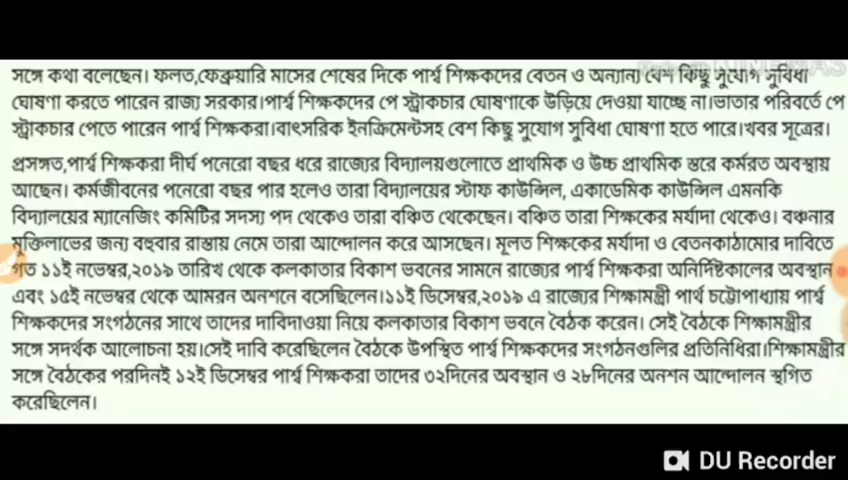 সঙ্গে কথা বলেছেন। ফলত,ফেব্রুয়ারি মাসের শেষের দিকে পার্শ্ব শিক্ষকদের বেতন ও অন্যান্য বেশ কিছু সুযোগ সুবিধা
ঘোষণা করতে পারেন রাজ্য সরকার।পার্শ্ব শিক্ষকদের পে স্ট্রাকচার ঘোষণাকে উড়িয়ে দেওয়া যাচ্ছে না।ভাতার পরিবর্তে পে
স্ট্রাকচার পেতে পারেন পার্শ্ব শিক্ষকরা।বাৎসরিক ইনক্রিমেন্টসহ বেশ কিছু সুযোগ সুবিধা ঘোষণা হতে পারে।খবর সূত্রের।
প্রসঙ্গত,পার্শ্ব শিক্ষকরা দীর্ঘ পনেরো বছর ধরে রাজ্যের বিদ্যালয়গুলোতে প্রাথমিক ও উচ্চ প্রাথমিক স্তরে কর্মরত অবস্থায়
আছেন। কর্মজীবনের পনেরো বছর পার হলেও তারা বিদ্যালয়ের স্টাফ কাউন্সিল, একাডেমিক কাউন্সিল এমনকি
বিদ্যালয়ের ম্যানেজিং কমিটির সদস্য পদ থেকেও তারা বঞ্চিত থেকেছেন। বঞ্চিত তারা শিক্ষকের মর্যাদা থেকেও। বঞ্চনার
মুক্তিলাভের জন্য বহুবার রাস্তায় নেমে তারা আন্দোলন করে আসছেন। মূলত শিক্ষকের মর্যাদা ও বেতনকাঠামোর দাবিতে
গত ১১ই নভেম্বর,২০১৯ তারিখ থেকে কলকাতার বিকাশ ভবনের সামনে রাজ্যের পার্শ্ব শিক্ষকরা অনির্দিষ্টকালের অবস্থান
এবং ১৫ই নভেম্বর থেকে আমরন অনশনে বসেছিলেন।১১ই ডিসেম্বর,২০১৯ এ রাজ্যের শিক্ষামন্ত্রী পার্থ চট্টোপাধ্যায় পার্শ্ব
শিক্ষকদের সংগঠনের সাথে তাদের দাবিদাওয়া নিয়ে কলকাতার বিকাশ ভবনে বৈঠক করেন। সেই বৈঠকে শিক্ষামন্ত্রীর
সঙ্গে সদর্থক আলোচনা হয়।সেই দাবি করেছিলেন বৈঠকে উপস্থিত পার্শ্ব শিক্ষকদের সংগঠনগুলির প্রতিনিধিরা।শিক্ষামন্ত্রীর
সঙ্গে বৈঠকের পরদিনই ১২ই ডিসেম্বর পার্শ্ব শিক্ষকরা তাদের ৩২দিনের অবস্থান ও ২৮দিনের অনশন আন্দোলন স্থগিত
করেছিলেন।
DU Recorder